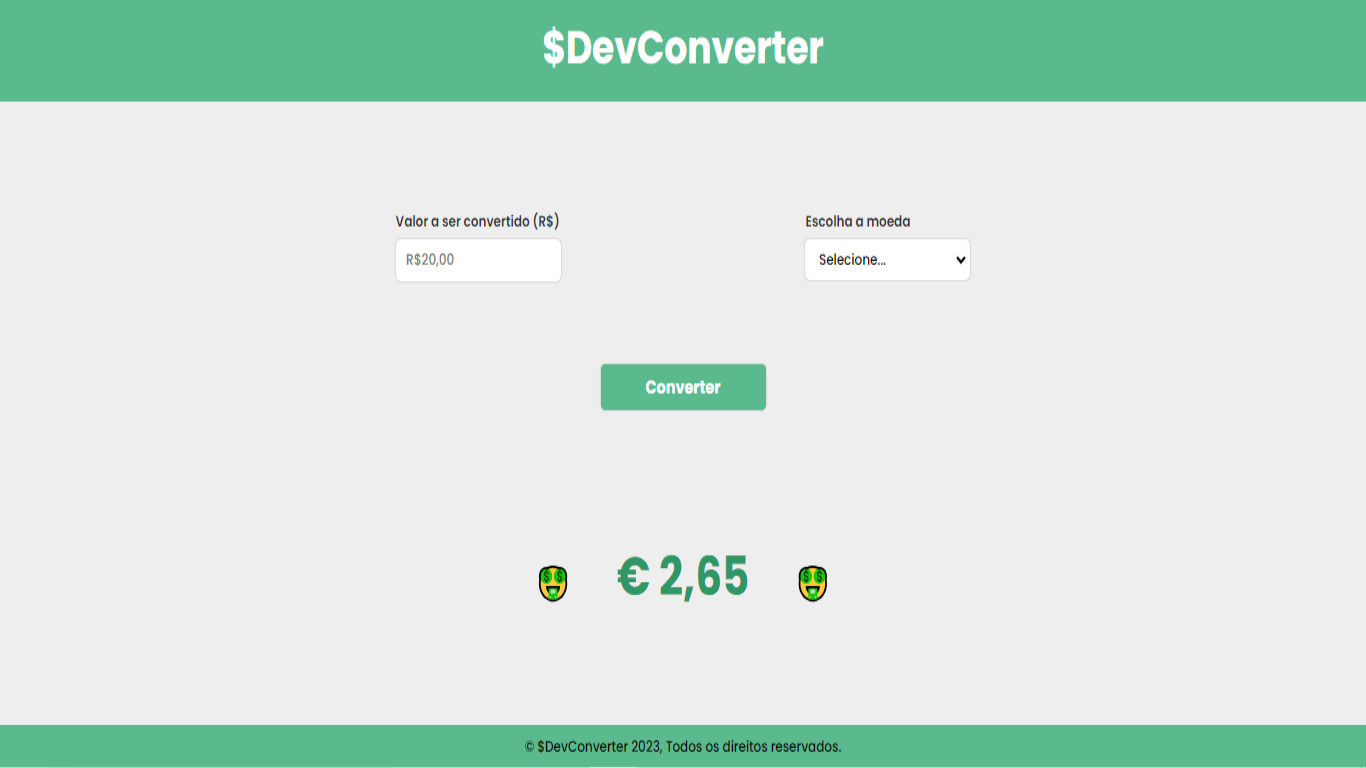 $DevConverter
Valor a ser convertido (R$)
Escolha a moeda
R$20,00
Selecione...
Converter
€ 2,65
© $DevConverter 2023, Todos os direitos reservados.